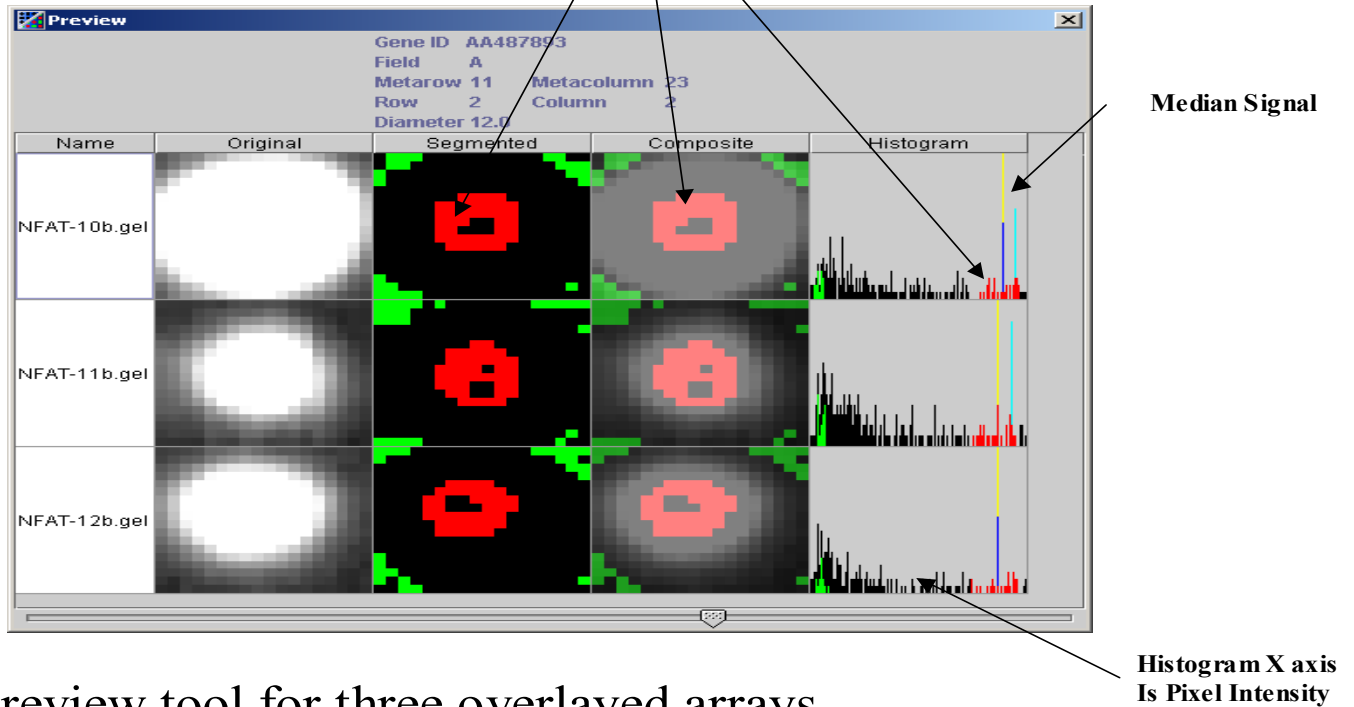 Preview
Gene ID AA487893
Field A
Metarow 11 Metacolumn 23
Row 2 Column 2
Diameter 12.0
Median Signal
Name Original Segmented Composite Histogram
NFAT-10b.gel
NFAT-11b.gel
NFAT-12b.gel
Histogram X axis
Is Pixel Intensity
review tool for three overlayed arrays